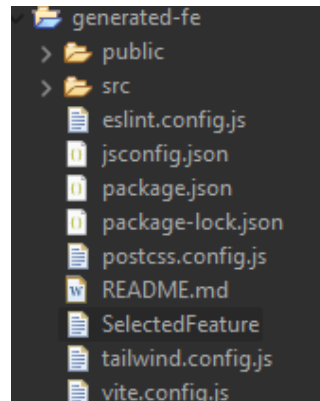 generated-fe
public
src
eslint.config.js
jsconfig.json
package.json
package-lock.json
postcss.config.js
README.md
SelectedFeature
tailwind.config.js
vite.config.js